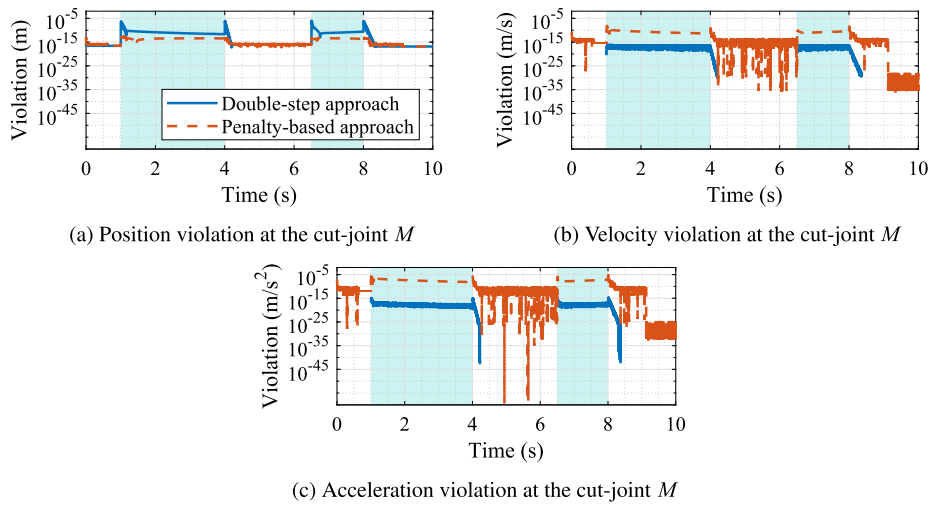 Violation (m)
10^-5
10^-15
10^-25
10^-35
10^-45
Double-step approach
Penalty-based approach
0 2 4 6 8 10
Time (s)
(a) Position violation at the cut-joint M
Violation (m/s)
10^-5
10^-15
10^-25
10^-35
10^-45
0 2 4 6 8 10
Time (s)
(b) Velocity violation at the cut-joint M
Violation (m/s^2)
10^-5
10^-15
10^-25
10^-35
10^-45
0 2 4 6 8 10
Time (s)
(c) Acceleration violation at the cut-joint M